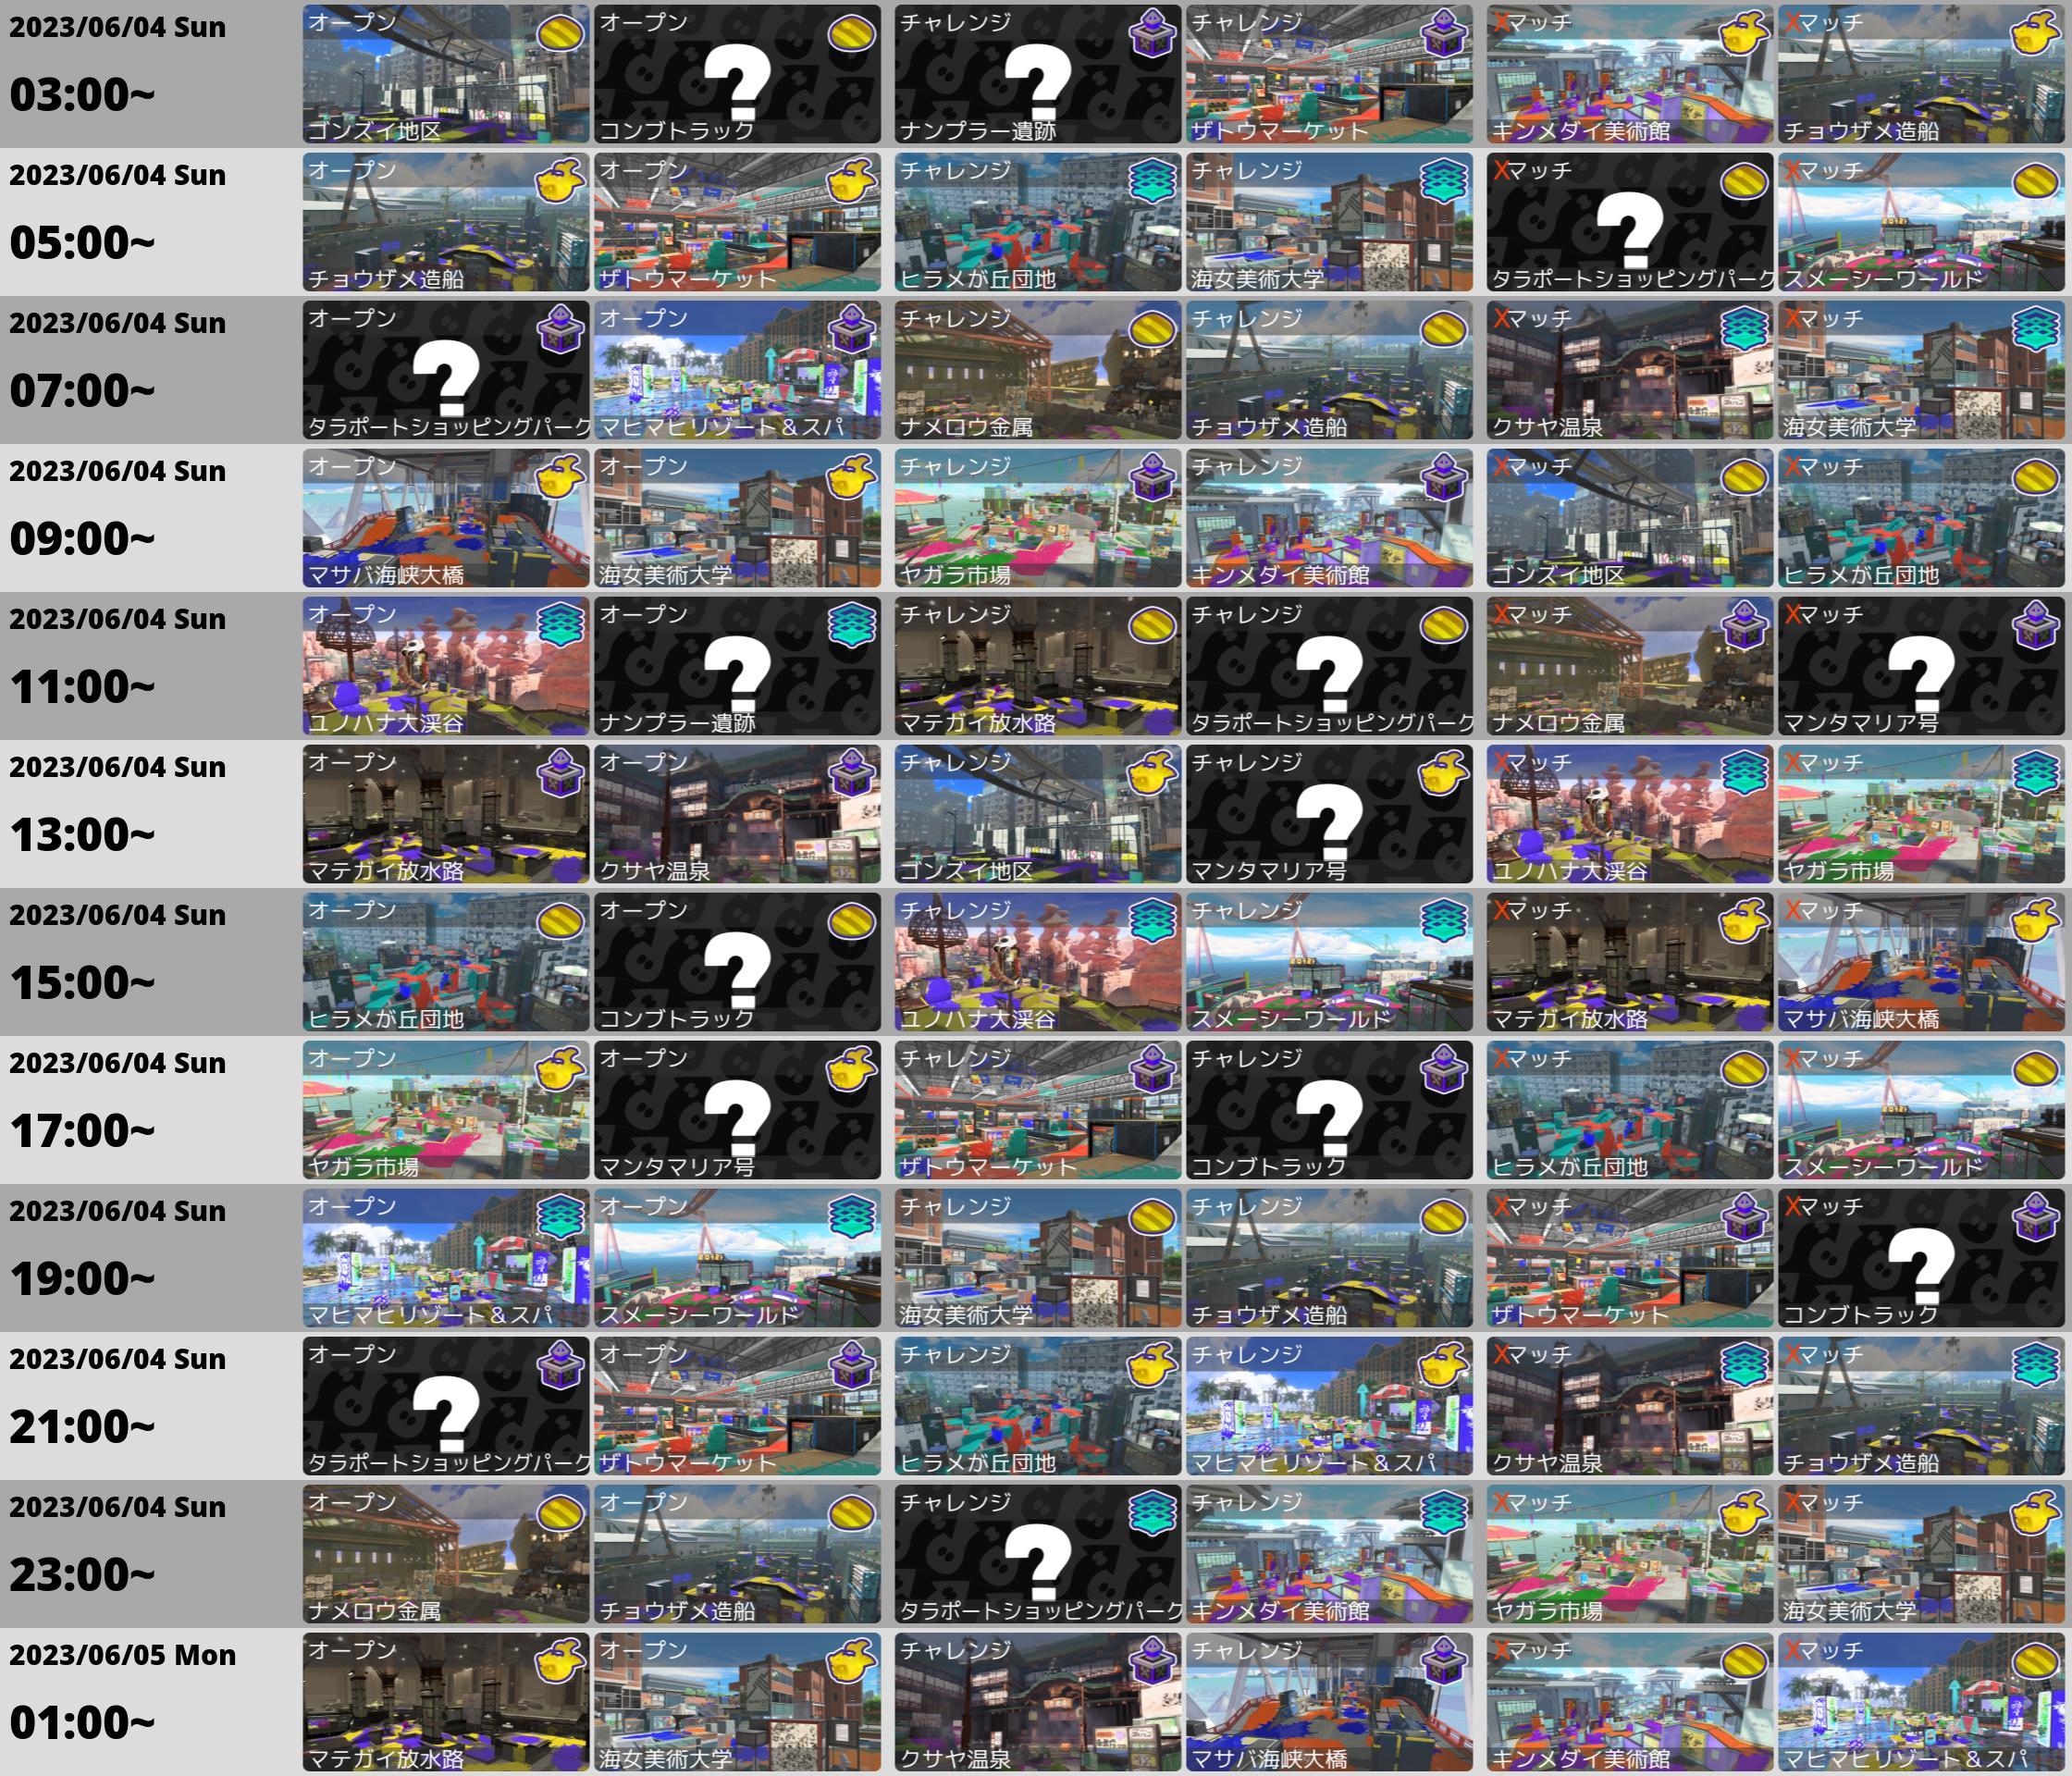 2023/06/04 Sun
03:00~
オープン
ゴンズイ地区
オープン
コンブトラック
チャレンジ
ナンプラー遺跡
チャレンジ
ザトウマーケット
Xマッチ
キンメダイ美術館
Xマッチ
チョウザメ造船
2023/06/04 Sun
05:00~
オープン
チョウザメ造船
オープン
ザトウマーケット
チャレンジ
ヒラメが丘団地
チャレンジ
海女美術大学
Xマッチ
タラポートショッピングパーク
Xマッチ
スメーシーワールド
2023/06/04 Sun
07:00~
オープン
タラポートショッピングパーク
オープン
マヒマヒリゾート＆スパ
チャレンジ
ナメロウ金属
チャレンジ
チョウザメ造船
Xマッチ
クサヤ温泉
Xマッチ
海女美術大学
2023/06/04 Sun
09:00~
オープン
マサバ海峡大橋
オープン
海女美術大学
チャレンジ
ヤガラ市場
チャレンジ
キンメダイ美術館
Xマッチ
ゴンズイ地区
Xマッチ
ヒラメが丘団地
2023/06/04 Sun
11:00~
オープン
ユノハナ大渓谷
オープン
ナンプラー遺跡
チャレンジ
マテガイ放水路
チャレンジ
タラポートショッピングパーク
Xマッチ
ナメロウ金属
Xマッチ
マンタマリア号
2023/06/04 Sun
13:00~
オープン
マテガイ放水路
オープン
クサヤ温泉
チャレンジ
ゴンズイ地区
チャレンジ
マンタマリア号
Xマッチ
ユノハナ大渓谷
Xマッチ
ヤガラ市場
2023/06/04 Sun
15:00~
オープン
ヒラメが丘団地
オープン
コンブトラック
チャレンジ
ユノハナ大渓谷
チャレンジ
スメーシーワールド
Xマッチ
マテガイ放水路
Xマッチ
マサバ海峡大橋
2023/06/04 Sun
17:00~
オープン
ヤガラ市場
オープン
マンタマリア号
チャレンジ
ザトウマーケット
チャレンジ
コンブトラック
Xマッチ
ヒラメが丘団地
Xマッチ
スメーシーワールド
2023/06/04 Sun
19:00~
オープン
マヒマヒリゾート＆スパ
オープン
スメーシーワールド
チャレンジ
海女美術大学
チャレンジ
チョウザメ造船
Xマッチ
ザトウマーケット
Xマッチ
コンブトラック
2023/06/04 Sun
21:00~
オープン
タラポートショッピングパーク
オープン
ザトウマーケット
チャレンジ
ヒラメが丘団地
チャレンジ
マヒマヒリゾート＆スパ
Xマッチ
クサヤ温泉
Xマッチ
チョウザメ造船
2023/06/04 Sun
23:00~
オープン
ナメロウ金属
オープン
チョウザメ造船
チャレンジ
タラポートショッピングパーク
チャレンジ
キンメダイ美術館
Xマッチ
ヤガラ市場
Xマッチ
海女美術大学
2023/06/05 Mon
01:00~
オープン
マテガイ放水路
オープン
海女美術大学
チャレンジ
クサヤ温泉
チャレンジ
マサバ海峡大橋
Xマッチ
キンメダイ美術館
Xマッチ
マヒマヒリゾート＆スパ